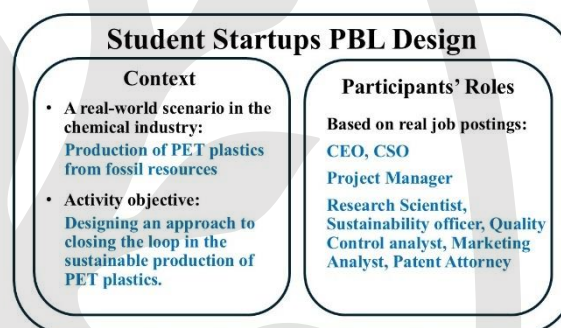 Student Startups PBL Design
Context
• A real-world scenario in the
chemical industry:
Production of PET plastics
from fossil resources
• Activity objective:
Designing an approach to
closing the loop in the
sustainable production of
PET plastics.
Participants' Roles
Based on real job postings:
CEO, CSO
Project Manager
Research Scientist,
Sustainability officer, Quality
Control analyst, Marketing
Analyst, Patent Attorney